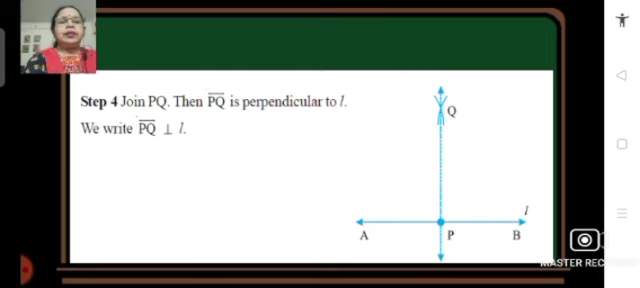 Step 4 Join PQ. Then PQ is perpendicular to l.
We write PQ ⊥ l.
Q
l
A P B
MASTER REC